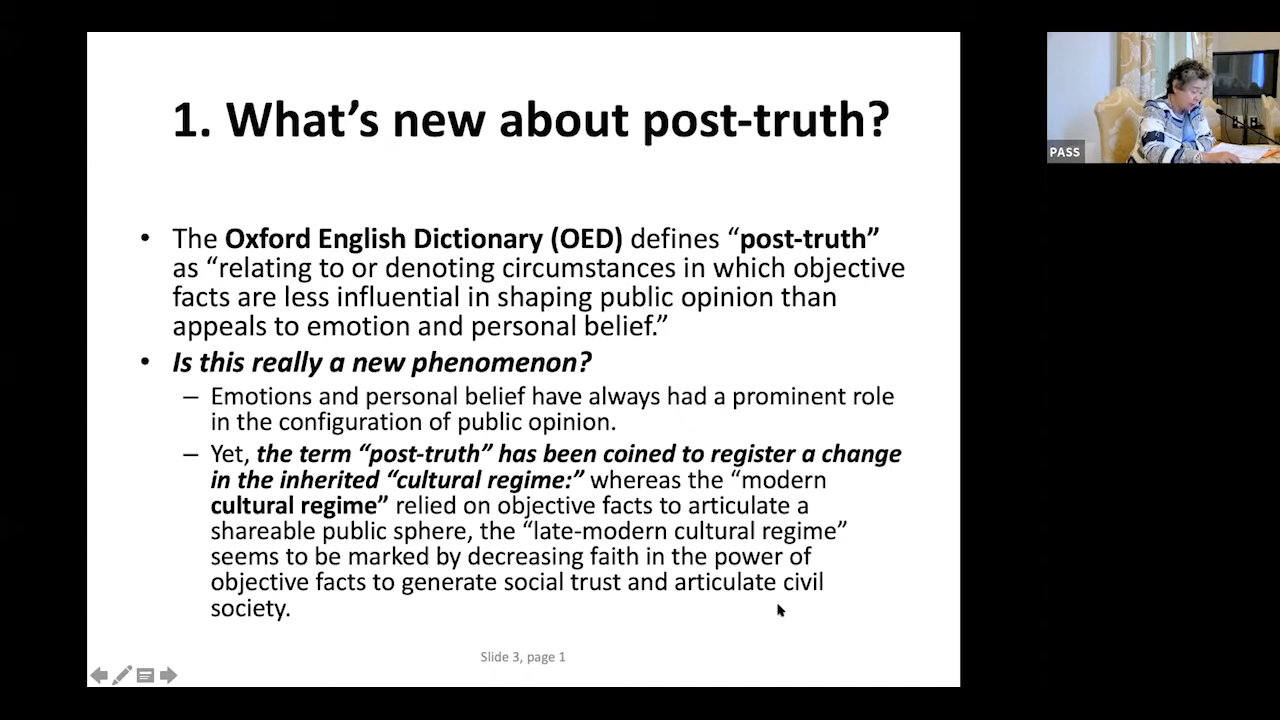 1. What’s new about post-truth?
• The Oxford English Dictionary (OED) defines “post-truth”
as “relating to or denoting circumstances in which objective
facts are less influential in shaping public opinion than
appeals to emotion and personal belief.”
• Is this really a new phenomenon?
– Emotions and personal belief have always had a prominent role
in the configuration of public opinion.
– Yet, the term “post-truth” has been coined to register a change
in the inherited “cultural regime:” whereas the “modern
cultural regime” relied on objective facts to articulate a
shareable public sphere, the “late-modern cultural regime”
seems to be marked by decreasing faith in the power of
objective facts to generate social trust and articulate civil
society.
Slide 3, page 1
PASS